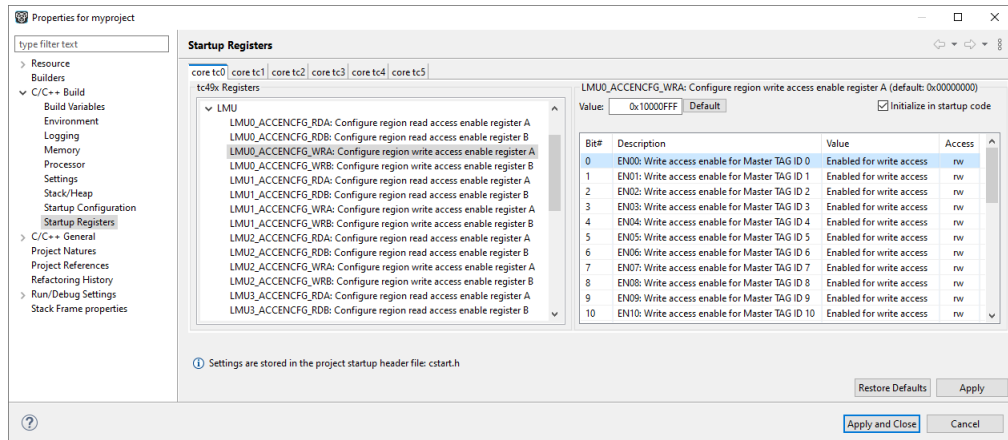 Properties for myproject
type filter text
Resource
Builders
C/C++ Build
Build Variables
Environment
Logging
Memory
Processor
Settings
Stack/Heap
Startup Configuration
Startup Registers
C/C++ General
Project Natures
Project References
Refactoring History
Run/Debug Settings
Stack Frame properties
Startup Registers
core tc0 core tc1 core tc2 core tc3 core tc4 core tc5
tc49x Registers
LMU
LMU0_ACCENCFG_RDA: Configure region read access enable register A
LMU0_ACCENCFG_RDB: Configure region read access enable register B
LMU0_ACCENCFG_WRA: Configure region write access enable register A
LMU0_ACCENCFG_WRB: Configure region write access enable register B
LMU1_ACCENCFG_RDA: Configure region read access enable register A
LMU1_ACCENCFG_RDB: Configure region read access enable register B
LMU1_ACCENCFG_WRA: Configure region write access enable register A
LMU1_ACCENCFG_WRB: Configure region write access enable register B
LMU2_ACCENCFG_RDA: Configure region read access enable register A
LMU2_ACCENCFG_RDB: Configure region read access enable register B
LMU2_ACCENCFG_WRA: Configure region write access enable register A
LMU2_ACCENCFG_WRB: Configure region write access enable register B
LMU3_ACCENCFG_RDA: Configure region read access enable register A
LMU3_ACCENCFG_RDB: Configure region read access enable register B
LMU0_ACCENCFG_WRA: Configure region write access enable register A (default: 0x00000000)
Value: 0x10000FFF Default Initialize in startup code
Bit# Description Value Access
0 EN00: Write access enable for Master TAG ID 0 Enabled for write access rw
1 EN01: Write access enable for Master TAG ID 1 Enabled for write access rw
2 EN02: Write access enable for Master TAG ID 2 Enabled for write access rw
3 EN03: Write access enable for Master TAG ID 3 Enabled for write access rw
4 EN04: Write access enable for Master TAG ID 4 Enabled for write access rw
5 EN05: Write access enable for Master TAG ID 5 Enabled for write access rw
6 EN06: Write access enable for Master TAG ID 6 Enabled for write access rw
7 EN07: Write access enable for Master TAG ID 7 Enabled for write access rw
8 EN08: Write access enable for Master TAG ID 8 Enabled for write access rw
9 EN09: Write access enable for Master TAG ID 9 Enabled for write access rw
10 EN10: Write access enable for Master TAG ID 10 Enabled for write access rw
Settings are stored in the project startup header file: cstart.h
Restore Defaults Apply
Apply and Close Cancel